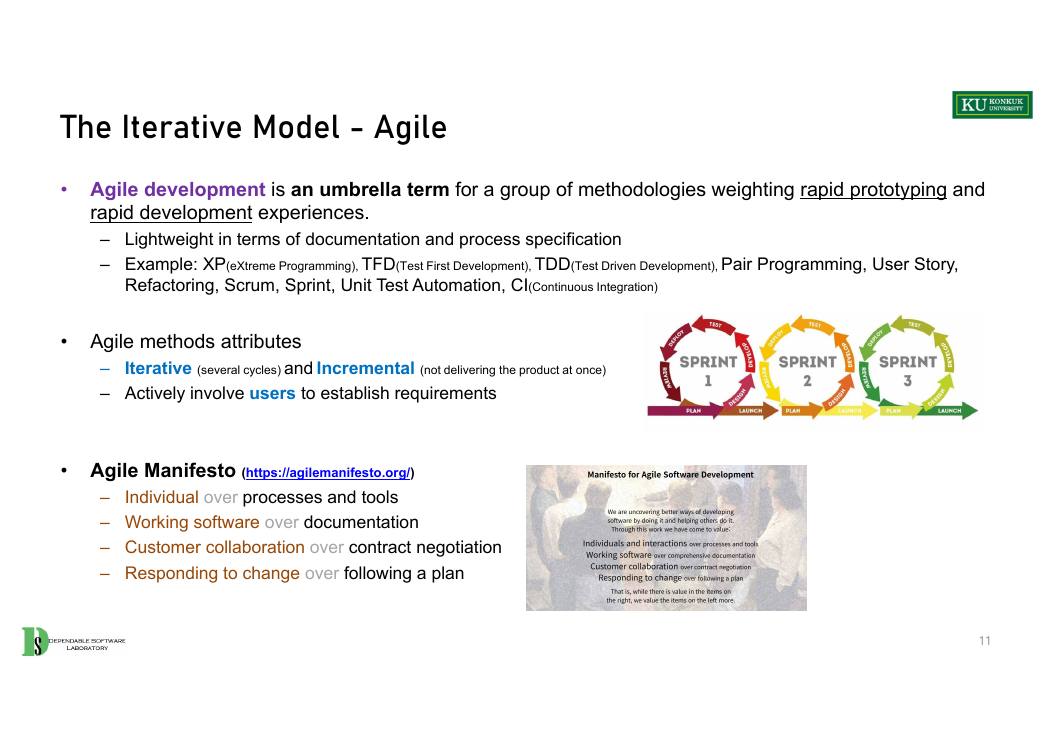 KU KONKUK
UNIVERSITY
The Iterative Model - Agile
• Agile development is an umbrella term for a group of methodologies weighting rapid prototyping and
rapid development experiences.
– Lightweight in terms of documentation and process specification
– Example: XP(eXtreme Programming), TFD(Test First Development), TDD(Test Driven Development), Pair Programming, User Story,
Refactoring, Scrum, Sprint, Unit Test Automation, CI(Continuous Integration)
• Agile methods attributes
– Iterative (several cycles) and Incremental (not delivering the product at once)
– Actively involve users to establish requirements
DEPLOY
TEST
DEVELOP
REVIEW
DESIGN
SPRINT
1
PLAN
LAUNCH
DEPLOY
TEST
DEVELOP
REVIEW
DESIGN
SPRINT
2
PLAN
LAUNCH
DEPLOY
TEST
DEVELOP
REVIEW
DESIGN
SPRINT
3
PLAN
LAUNCH
• Agile Manifesto (https://agilemanifesto.org/)
– Individual over processes and tools
– Working software over documentation
– Customer collaboration over contract negotiation
– Responding to change over following a plan
Manifesto for Agile Software Development
We are uncovering better ways of developing
software by doing it and helping others do it.
Through this work we have come to value:
Individuals and interactions over processes and tools
Working software over comprehensive documentation
Customer collaboration over contract negotiation
Responding to change over following a plan
That is, while there is value in the items on
the right, we value the items on the left more.
DS DEPENDABLE SOFTWARE
LABORATORY
11